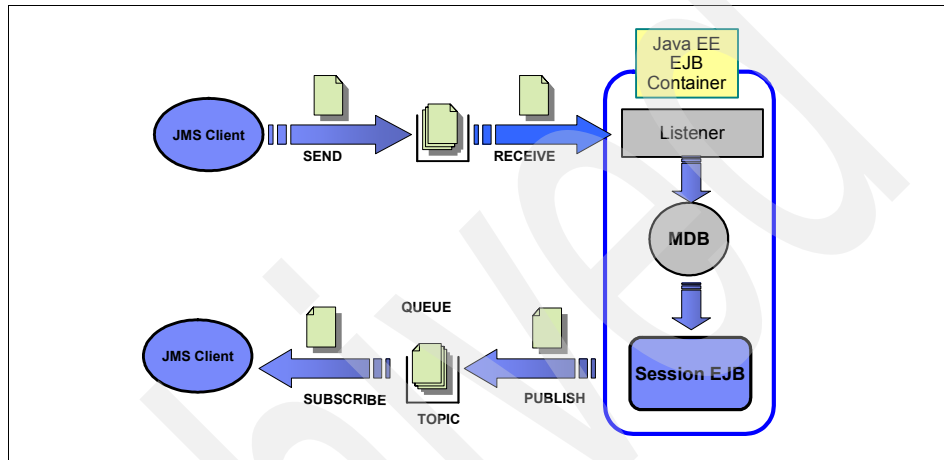 Java EE
EJB
Container
JMS Client
SEND
RECEIVE
Listener
MDB
QUEUE
JMS Client
SUBSCRIBE
TOPIC
PUBLISH
Session EJB